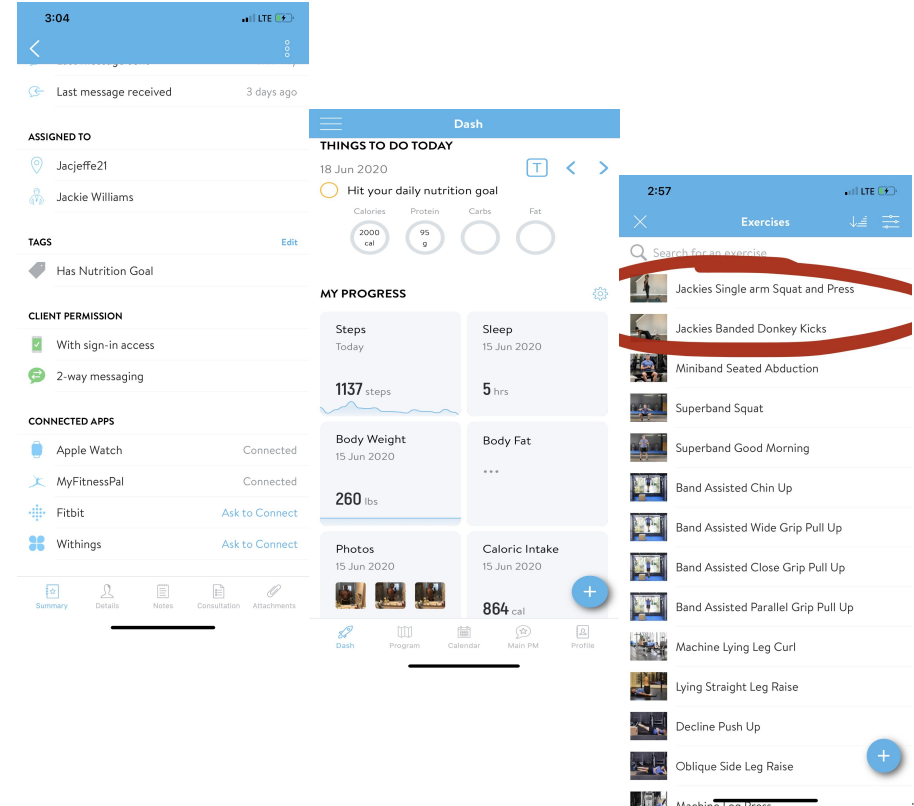 3:04
LTE
Last message received
3 days ago
ASSIGNED TO
Jacjeffe21
Jackie Williams
TAGS
Edit
Has Nutrition Goal
CLIENT PERMISSION
With sign-in access
2-way messaging
CONNECTED APPS
Apple Watch
Connected
MyFitnessPal
Connected
Fitbit
Ask to Connect
Withings
Ask to Connect
Summary
Details
Notes
Consultation
Attachments
Dash
THINGS TO DO TODAY
18 Jun 2020
T
Hit your daily nutrition goal
Calories
Protein
Carbs
Fat
2000
cal
95
g
MY PROGRESS
Steps
Today
1137 steps
Sleep
15 Jun 2020
5 hrs
Body Weight
15 Jun 2020
260 lbs
Body Fat
...
Photos
15 Jun 2020
Caloric Intake
15 Jun 2020
864 cal
Dash
Program
Calendar
Main PM
Profile
2:57
LTE
Exercises
Search for an exercise
Jackies Single arm Squat and Press
Jackies Banded Donkey Kicks
Miniband Seated Abduction
Superband Squat
Superband Good Morning
Band Assisted Chin Up
Band Assisted Wide Grip Pull Up
Band Assisted Close Grip Pull Up
Band Assisted Parallel Grip Pull Up
Machine Lying Leg Curl
Lying Straight Leg Raise
Decline Push Up
Oblique Side Leg Raise
Machine Leg Press